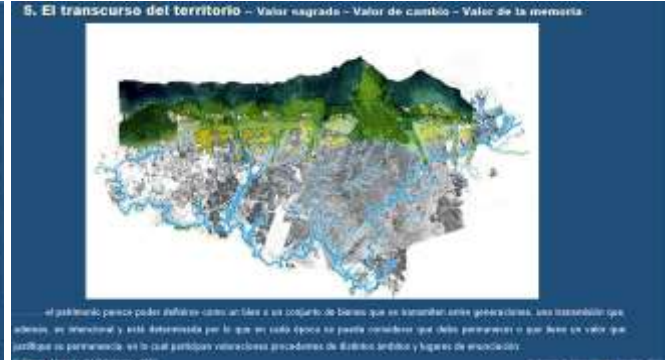 5. El transcurso del territorio – Valor sagrado – Valor de cambio – Valor de la memoria
el patrimonio parece poder definirse como un bien o un conjunto de bienes que se transmiten entre generaciones, una transmisión que,
además, es intencional y está determinada por lo que en cada época se pueda considerar que debe permanecer o que tiene un valor que
justifique su permanencia, en lo cual participan valoraciones procedentes de distintos ámbitos y lugares de enunciación